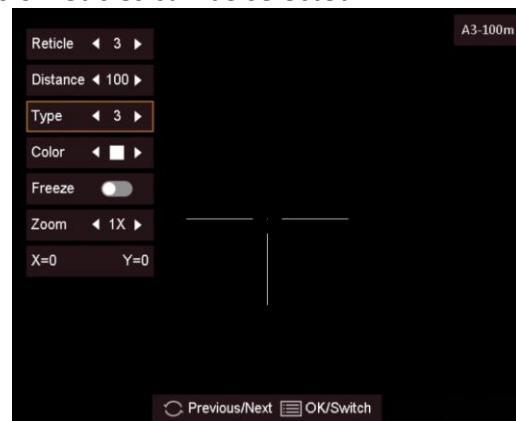 A3-100m
Reticle 3
Distance 100
Type 3
Color
Freeze
Zoom 1X
X=0 Y=0
Previous/Next OK/Switch